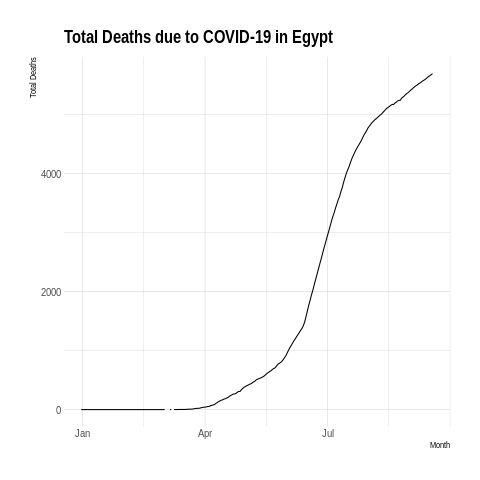 Total Deaths due to COVID-19 in Egypt
Total Deaths
4000
2000
0
Jan Apr Jul
Month